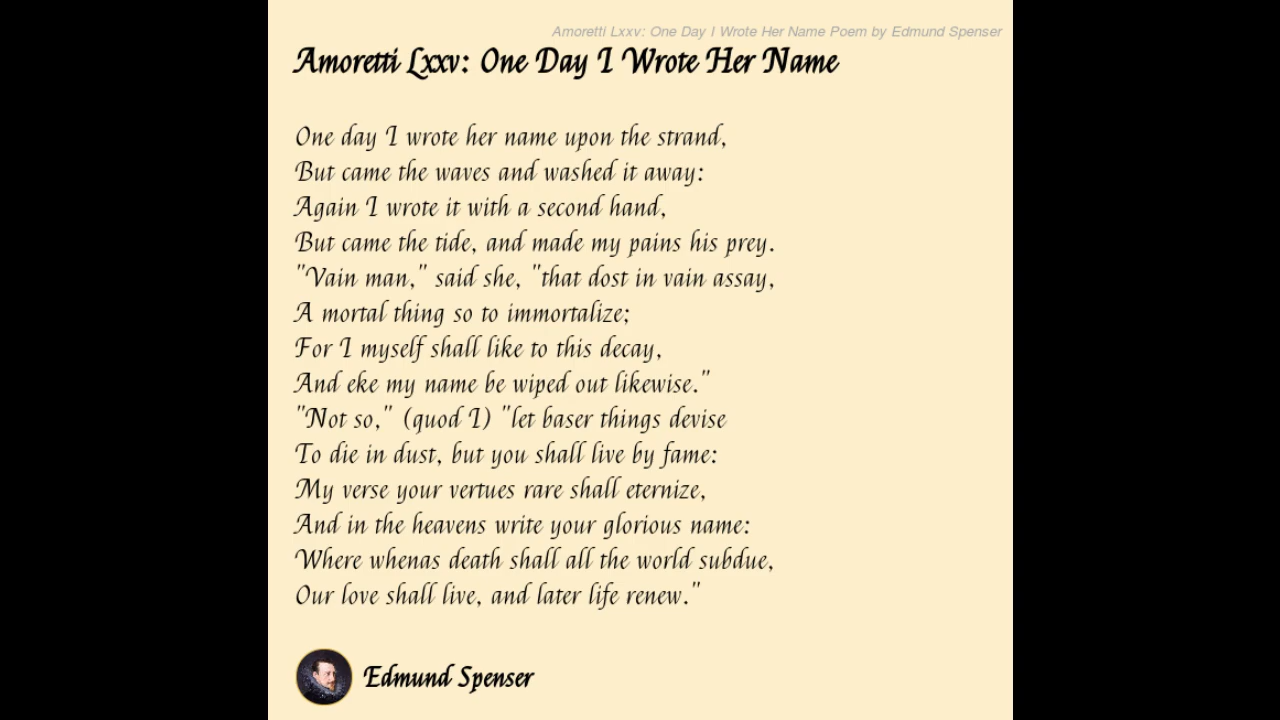 Amoretti Lxxv: One Day I Wrote Her Name Poem by Edmund Spenser
Amoretti Lxxv: One Day I Wrote Her Name
One day I wrote her name upon the strand,
But came the waves and washed it away:
Again I wrote it with a second hand,
But came the tide, and made my pains his prey.
"Vain man," said she, "that dost in vain assay,
A mortal thing so to immortalize;
For I myself shall like to this decay,
And eke my name be wiped out likewise."
"Not so," (quod I) "let baser things devise
To die in dust, but you shall live by fame:
My verse your vertues rare shall eternize,
And in the heavens write your glorious name:
Where whenas death shall all the world subdue,
Our love shall live, and later life renew."
Edmund Spenser